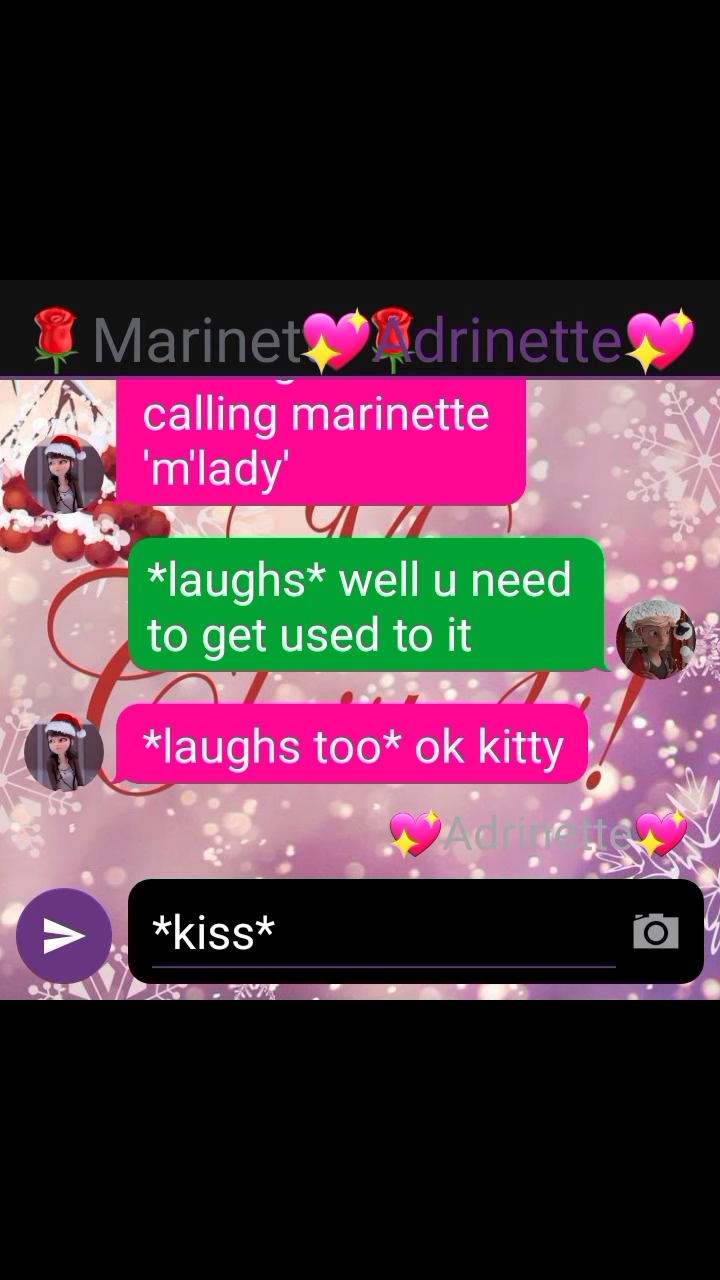 🌹 Marinet💖🌹Adrinette💖
calling marinette
'm'lady'
*laughs* well u need
to get used to it
*laughs too* ok kitty
💖Adrinette💖
*kiss*